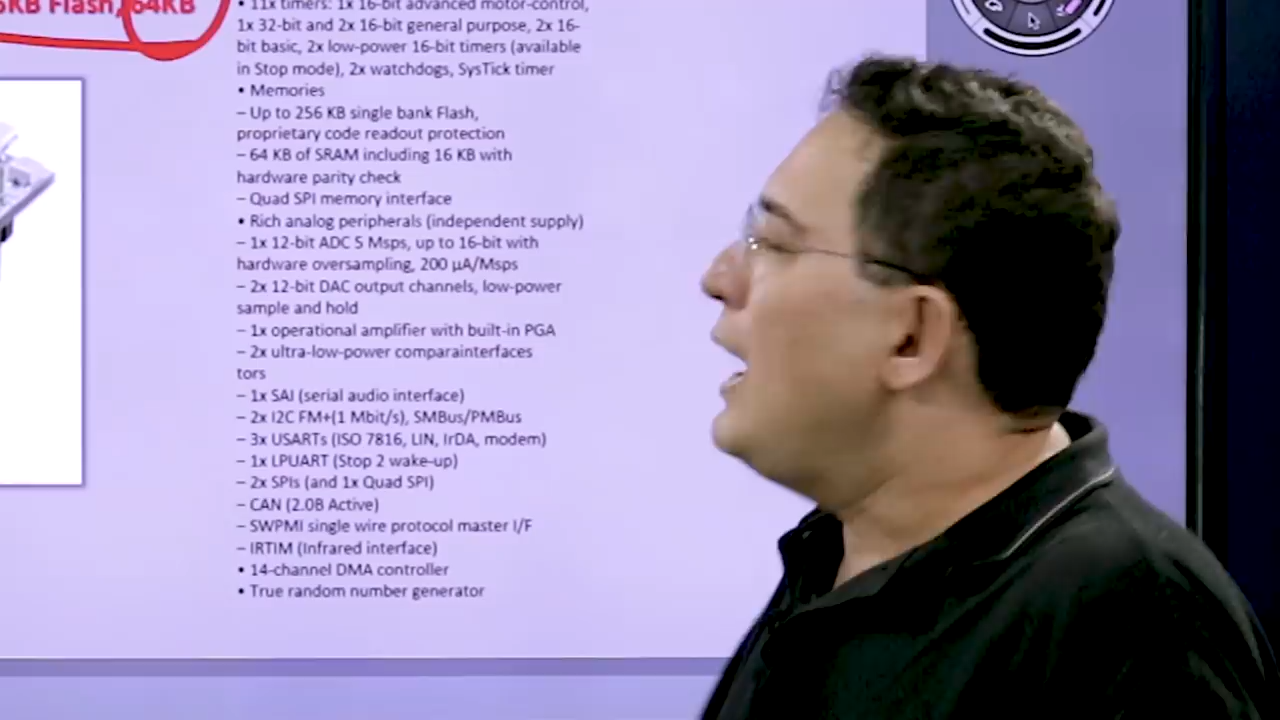 KB Flash, 64KB
• 11x timers: 1x 16-bit advanced motor-control,
1x 32-bit and 2x 16-bit general purpose, 2x 16-
bit basic, 2x low-power 16-bit timers (available
in Stop mode), 2x watchdogs, SysTick timer
• Memories
– Up to 256 KB single bank Flash,
proprietary code readout protection
– 64 KB of SRAM including 16 KB with
hardware parity check
– Quad SPI memory interface
• Rich analog peripherals (independent supply)
– 1x 12-bit ADC 5 Msps, up to 16-bit with
hardware oversampling, 200 µA/Msps
– 2x 12-bit DAC output channels, low-power
sample and hold
– 1x operational amplifier with built-in PGA
– 2x ultra-low-power comparainterfaces
tors
– 1x SAI (serial audio interface)
– 2x I2C FM+(1 Mbit/s), SMBus/PMBus
– 3x USARTs (ISO 7816, LIN, IrDA, modem)
– 1x LPUART (Stop 2 wake-up)
– 2x SPIs (and 1x Quad SPI)
– CAN (2.0B Active)
– SWPMI single wire protocol master I/F
– IRTIM (Infrared interface)
• 14-channel DMA controller
• True random number generator